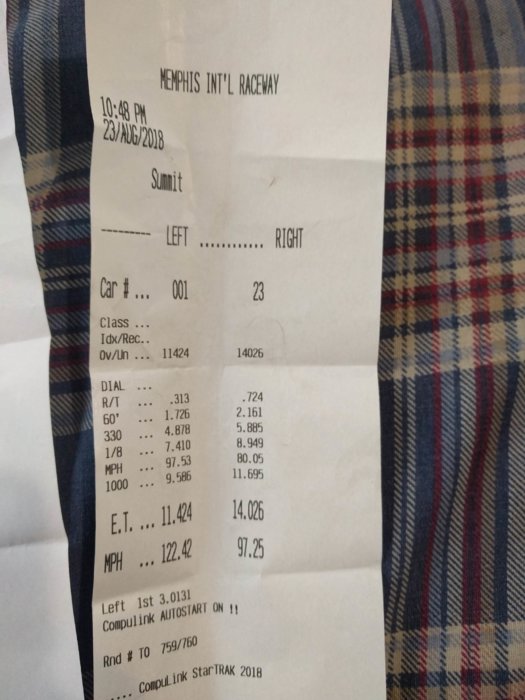 MEMPHIS INT'L RACEWAY
10:48 PM
23/AUG/2018
Summit
--------- LEFT ............ RIGHT
Car # ... 001 23
Class ...
Idx/Rec..
Ov/Un ... 11424 14026
DIAL ...
R/T ... .313 .724
60' ... 1.726 2.161
330 ... 4.878 5.885
1/8 ... 7.410 8.949
MPH ... 97.53 80.05
1000 ... 9.586 11.695
E.T. ... 11.424 14.026
MPH ... 122.42 97.25
Left 1st 3.0131
Compulink AUTOSTART ON !!
Rnd # TO 759/760
.... CompuLink StarTRAK 2018